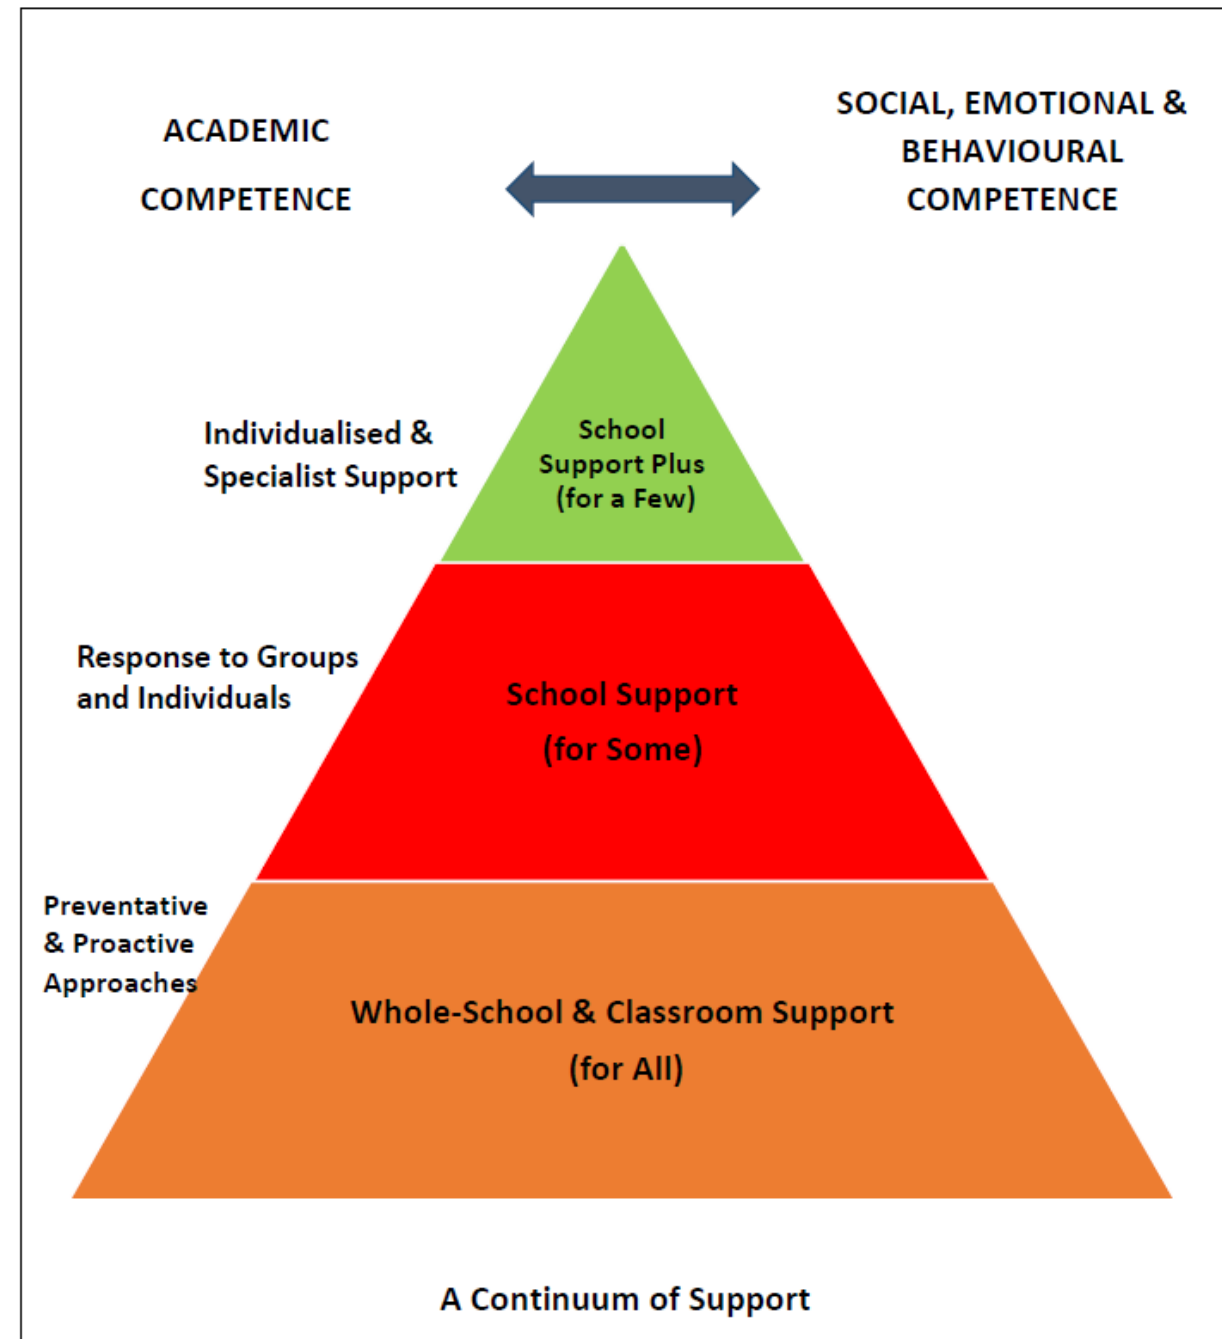 ACADEMIC
COMPETENCE
SOCIAL, EMOTIONAL &
BEHAVIOURAL
COMPETENCE
Individualised &
Specialist Support
School
Support Plus
(for a Few)
Response to Groups
and Individuals
School Support
(for Some)
Preventative
& Proactive
Approaches
Whole-School & Classroom Support
(for All)
A Continuum of Support